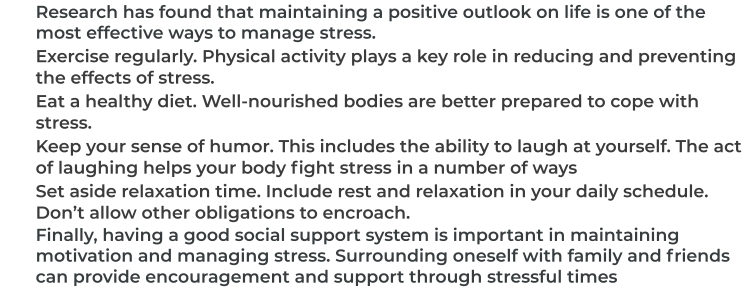 Research has found that maintaining a positive outlook on life is one of the
most effective ways to manage stress.
Exercise regularly. Physical activity plays a key role in reducing and preventing
the effects of stress.
Eat a healthy diet. Well-nourished bodies are better prepared to cope with
stress.
Keep your sense of humor. This includes the ability to laugh at yourself. The act
of laughing helps your body fight stress in a number of ways
Set aside relaxation time. Include rest and relaxation in your daily schedule.
Don’t allow other obligations to encroach.
Finally, having a good social support system is important in maintaining
motivation and managing stress. Surrounding oneself with family and friends
can provide encouragement and support through stressful times